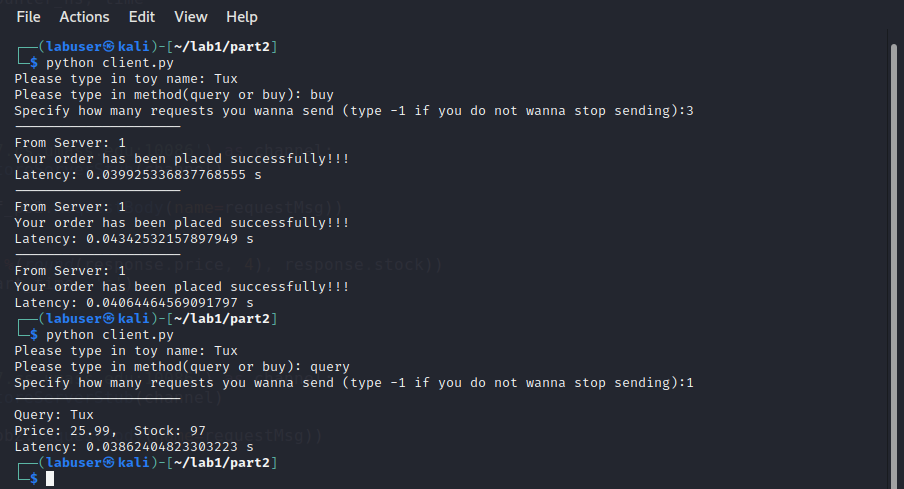 File Actions Edit View Help
┌──(labuser㉿kali)-[~/lab1/part2]
└─$ python client.py
Please type in toy name: Tux
Please type in method(query or buy): buy
Specify how many requests you wanna send (type -1 if you do not wanna stop sending):3
─────────────────────
From Server: 1
Your order has been placed successfully!!!
Latency: 0.039925336837768555 s
─────────────────────
From Server: 1
Your order has been placed successfully!!!
Latency: 0.04342532157897949 s
─────────────────────
From Server: 1
Your order has been placed successfully!!!
Latency: 0.04064464569091797 s
┌──(labuser㉿kali)-[~/lab1/part2]
└─$ python client.py
Please type in toy name: Tux
Please type in method(query or buy): query
Specify how many requests you wanna send (type -1 if you do not wanna stop sending):1
─────────────────────
Query: Tux
Price: 25.99,  Stock: 97
Latency: 0.03862404823303223 s
┌──(labuser㉿kali)-[~/lab1/part2]
└─$